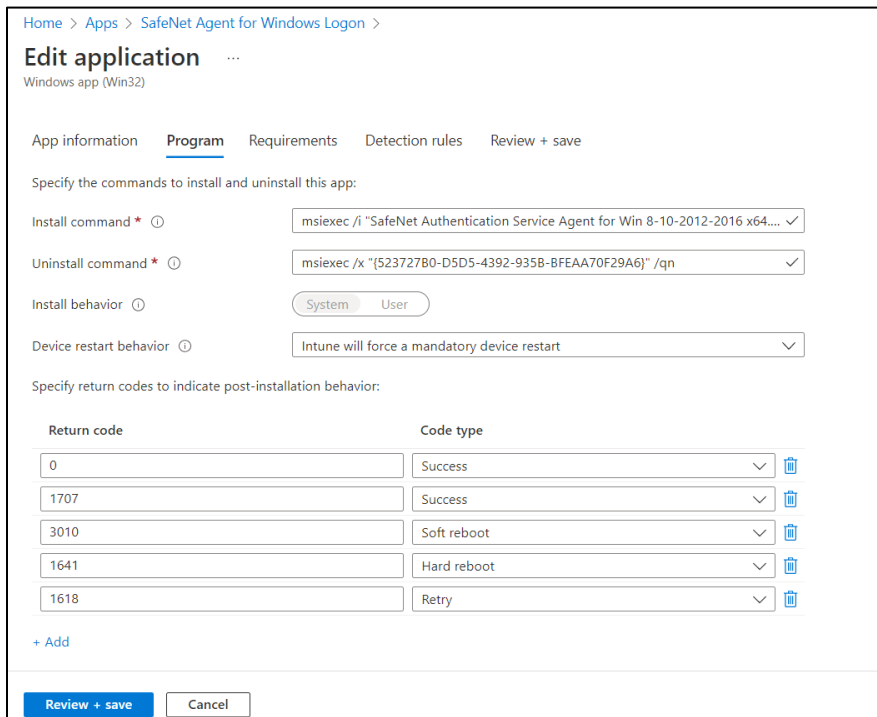 Home > Apps > SafeNet Agent for Windows Logon >
Edit application ...
Windows app (Win32)
App information Program Requirements Detection rules Review + save
Specify the commands to install and uninstall this app:
Install command * msiexec /i "SafeNet Authentication Service Agent for Win 8-10-2012-2016 x64....
Uninstall command * msiexec /x "{523727B0-D5D5-4392-935B-BFEAA70F29A6}" /qn
Install behavior System User
Device restart behavior Intune will force a mandatory device restart
Specify return codes to indicate post-installation behavior:
Return code Code type
0 Success
1707 Success
3010 Soft reboot
1641 Hard reboot
1618 Retry
+ Add
Review + save Cancel